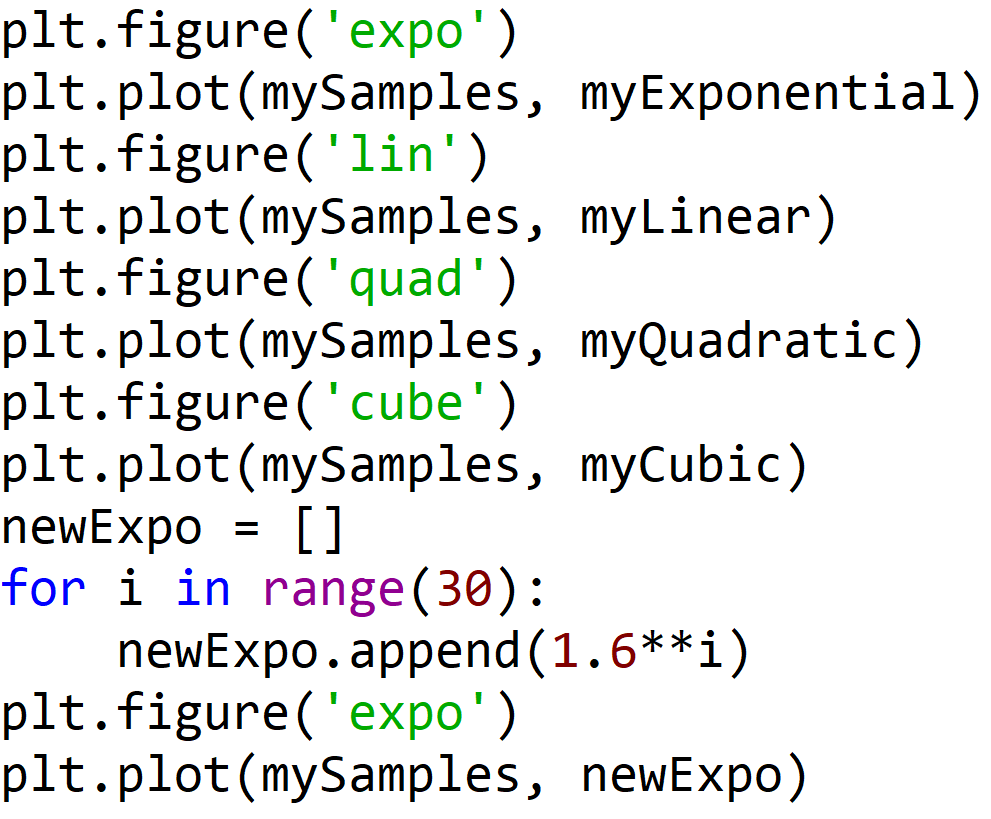 plt.figure('expo')
plt.plot(mySamples, myExponential)
plt.figure('lin')
plt.plot(mySamples, myLinear)
plt.figure('quad')
plt.plot(mySamples, myQuadratic)
plt.figure('cube')
plt.plot(mySamples, myCubic)
newExpo = []
for i in range(30):
    newExpo.append(1.6**i)
plt.figure('expo')
plt.plot(mySamples, newExpo)